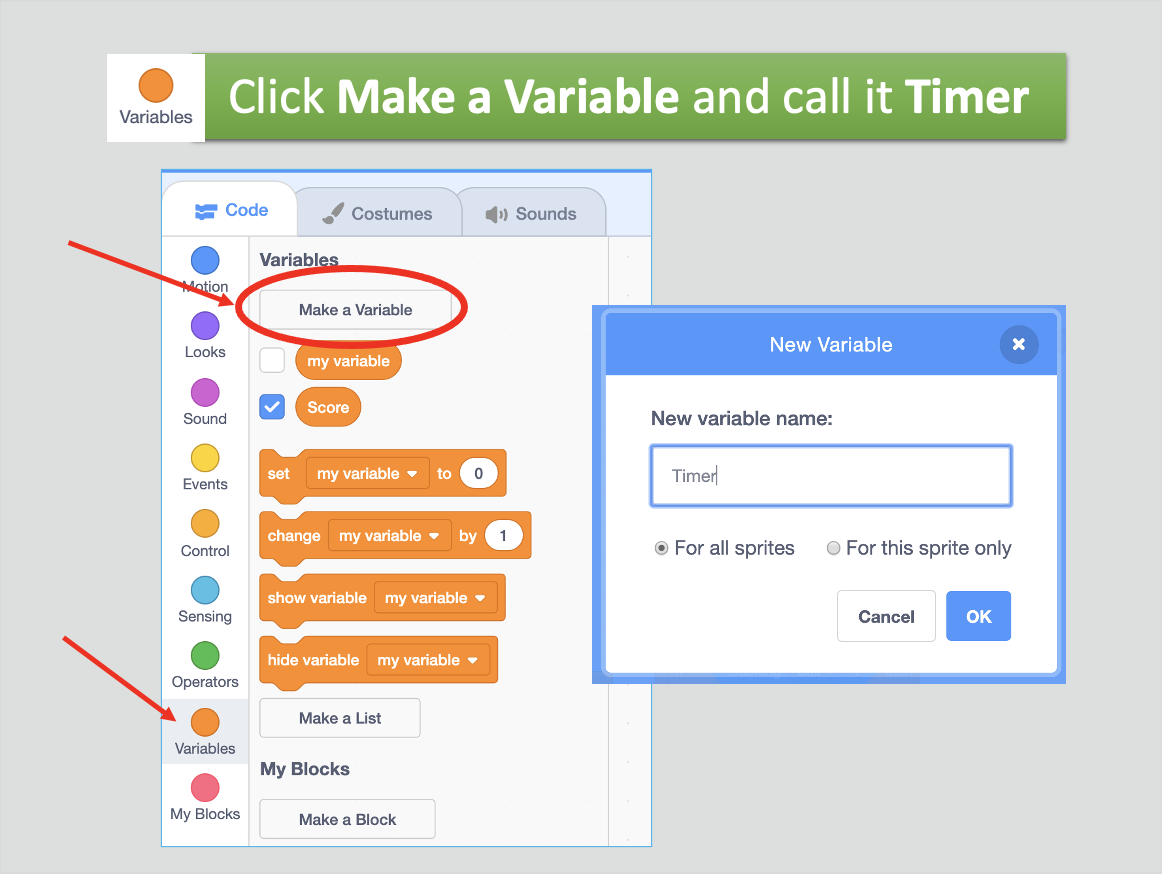 Variables
Click Make a Variable and call it Timer
Code
Costumes
Sounds
Motion
Looks
Sound
Events
Control
Sensing
Operators
Variables
My Blocks
Variables
Make a Variable
my variable
Score
set my variable to 0
change my variable by 1
show variable my variable
hide variable my variable
Make a List
My Blocks
Make a Block
New Variable
New variable name:
Timer
For all sprites For this sprite only
Cancel OK